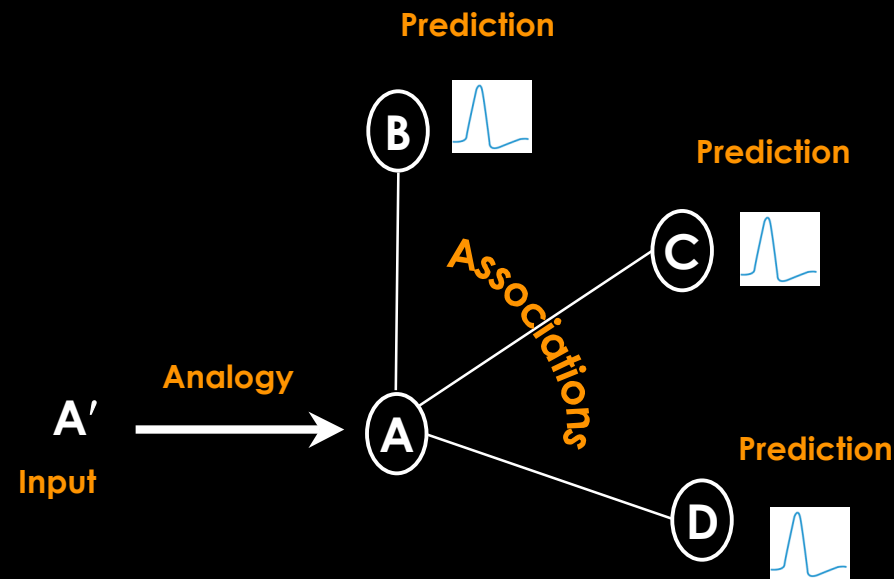 Prediction
B
Prediction
C
Associations
Analogy
A′
A
Input
Prediction
D